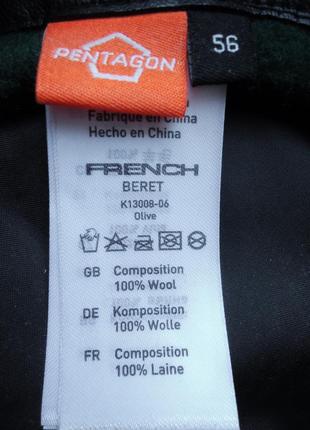 PENTAGON
56
Fabriqué en China
Hecho en China
FRENCH
BERET
K13008-06
Olive
GB Composition
100% Wool
DE Komposition
100% Wolle
FR Composition
100% Laine